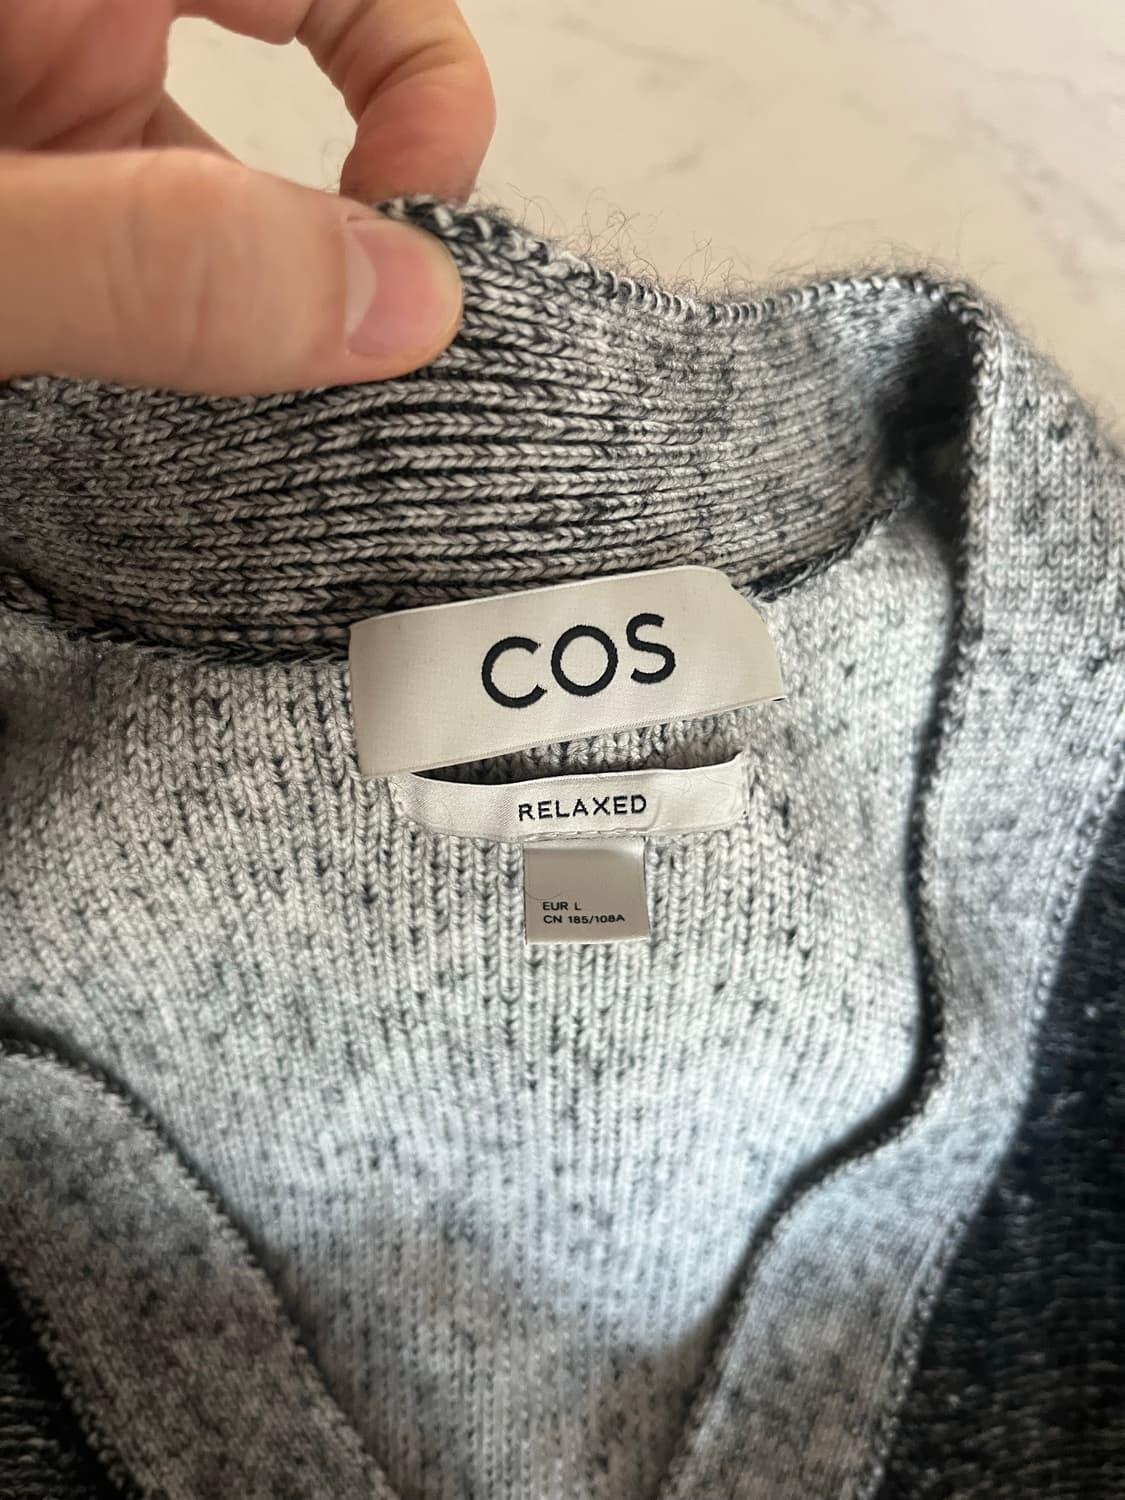 COS
RELAXED
EUR L
CN 185/108A